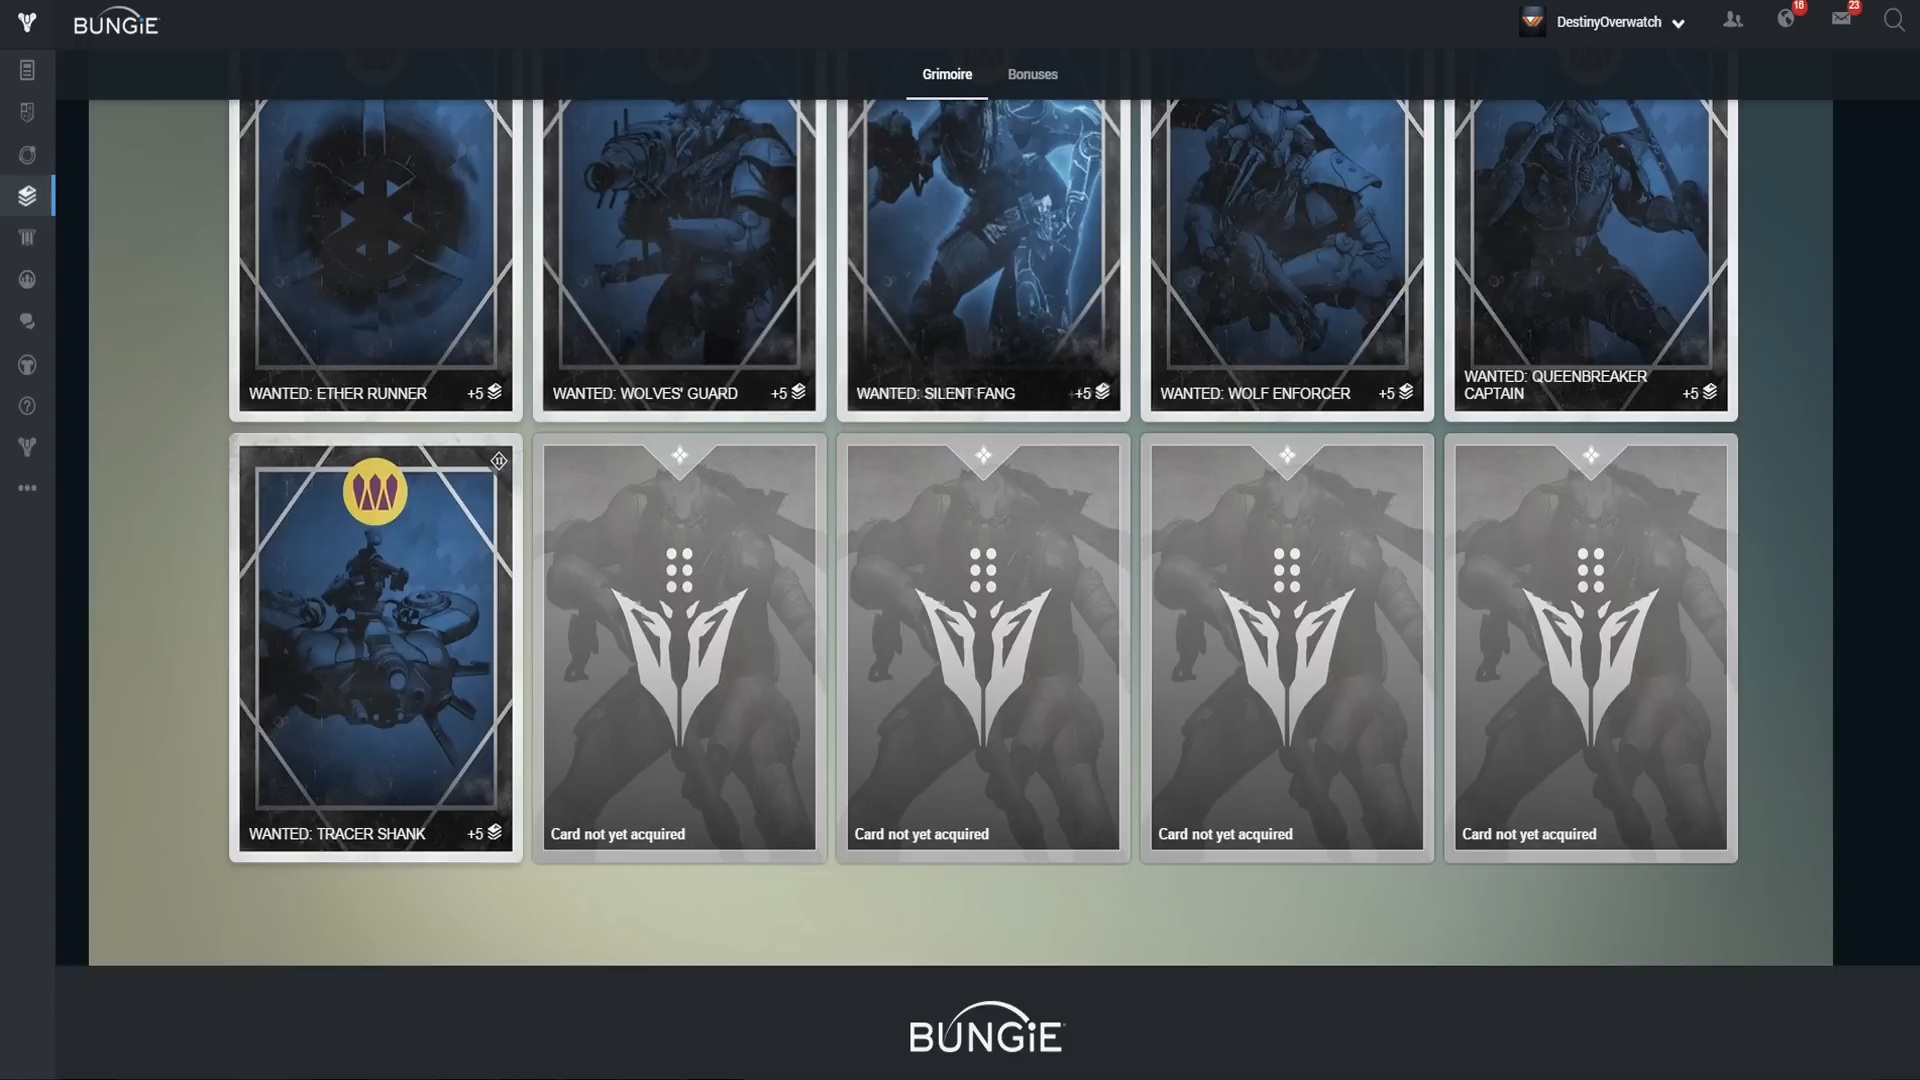 BUNGiE
DestinyOverwatch
18
23
Grimoire
Bonuses
WANTED: ETHER RUNNER +5
WANTED: WOLVES' GUARD +5
WANTED: SILENT FANG +5
WANTED: WOLF ENFORCER +5
WANTED: QUEENBREAKER
CAPTAIN +5
WANTED: TRACER SHANK +5
Card not yet acquired
Card not yet acquired
Card not yet acquired
Card not yet acquired
BUNGiE